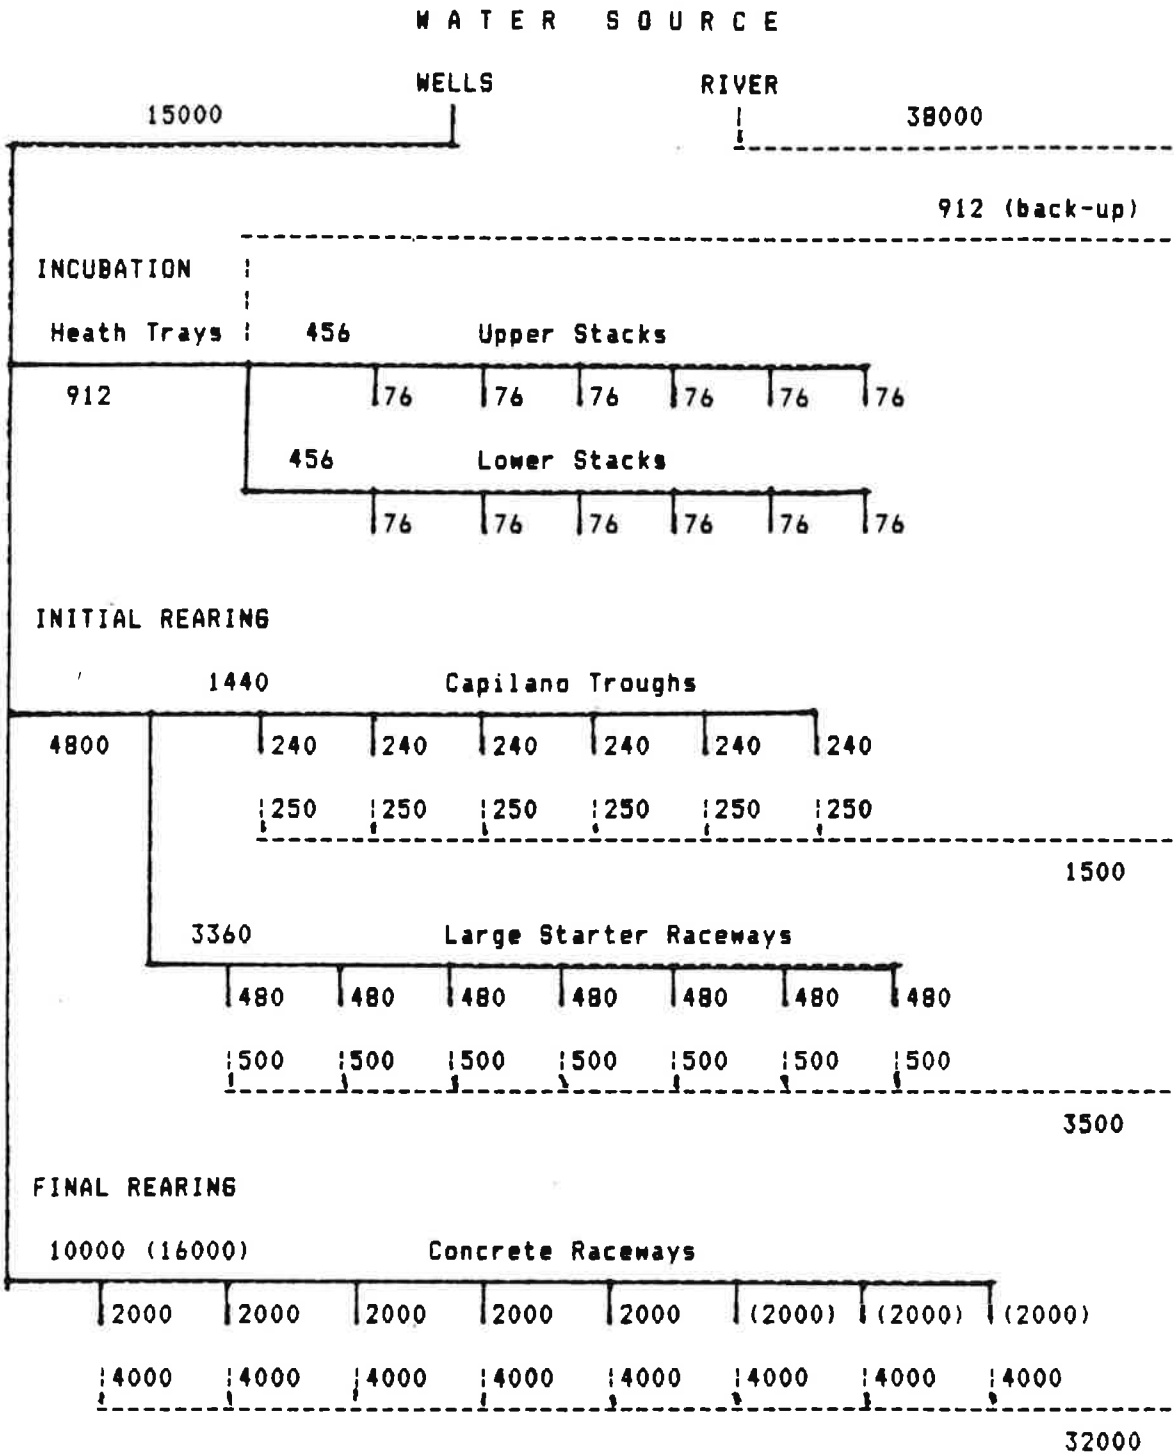 WATER SOURCE
WELLS RIVER
15000 38000
912 (back-up)
INCUBATION
Heath Trays 456 Upper Stacks
912 76 76 76 76 76 76
456 Lower Stacks
76 76 76 76 76 76
INITIAL REARING
1440 Capilano Troughs
4800 240 240 240 240 240 240
250 250 250 250 250 250
1500
3360 Large Starter Raceways
480 480 480 480 480 480 480
500 500 500 500 500 500 500
3500
FINAL REARING
10000 (16000) Concrete Raceways
2000 2000 2000 2000 2000 (2000) (2000) (2000)
4000 4000 4000 4000 4000 4000 4000 4000
32000